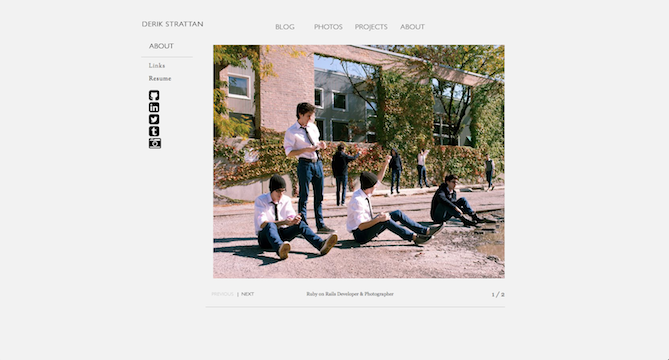 DERIK STRATTAN
BLOG PHOTOS PROJECTS ABOUT
ABOUT
Links
Resume
PREVIOUS | NEXT
Ruby on Rails Developer & Photographer
1 / 2